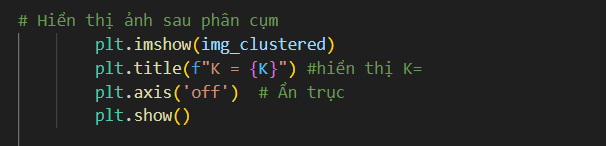 # Hiển thị ảnh sau phân cụm
plt.imshow(img_clustered)
plt.title(f"K = {K}") #hiển thị K=
plt.axis('off')  # Ẩn trục
plt.show()